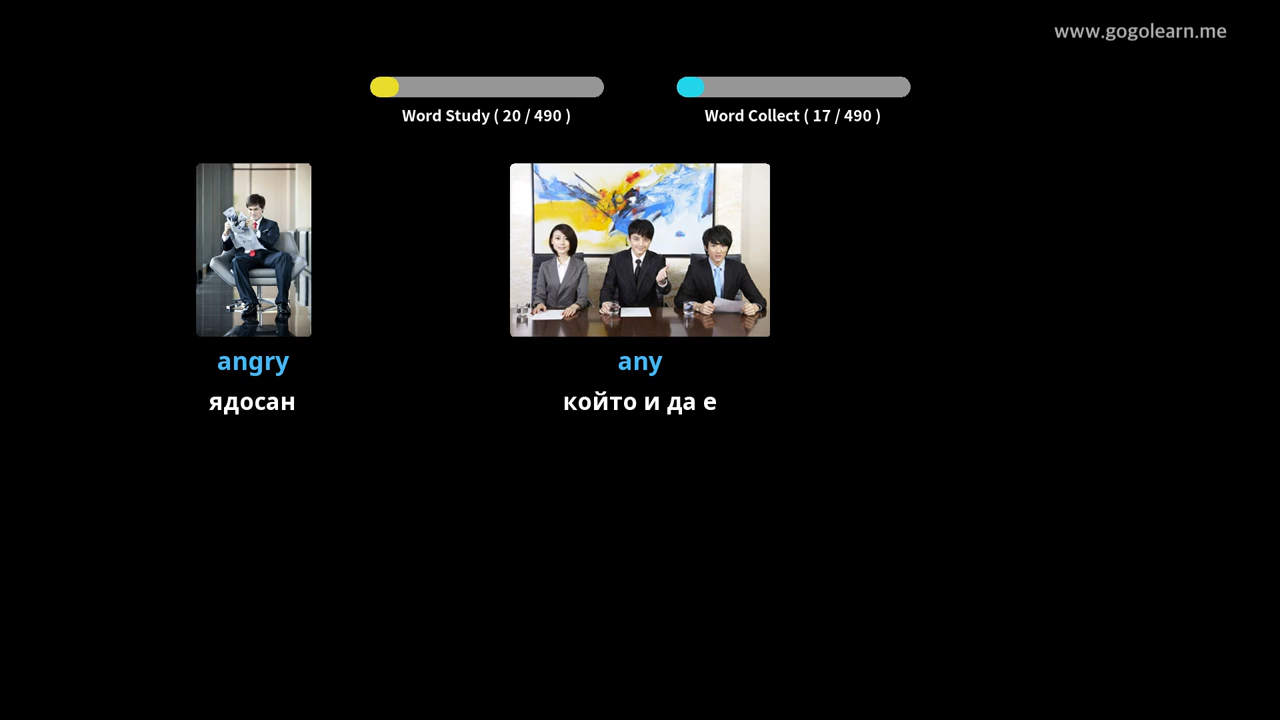 www.gogolearn.me
Word Study ( 20 / 490 )
Word Collect ( 17 / 490 )
angry
any
ядосан
който и да е